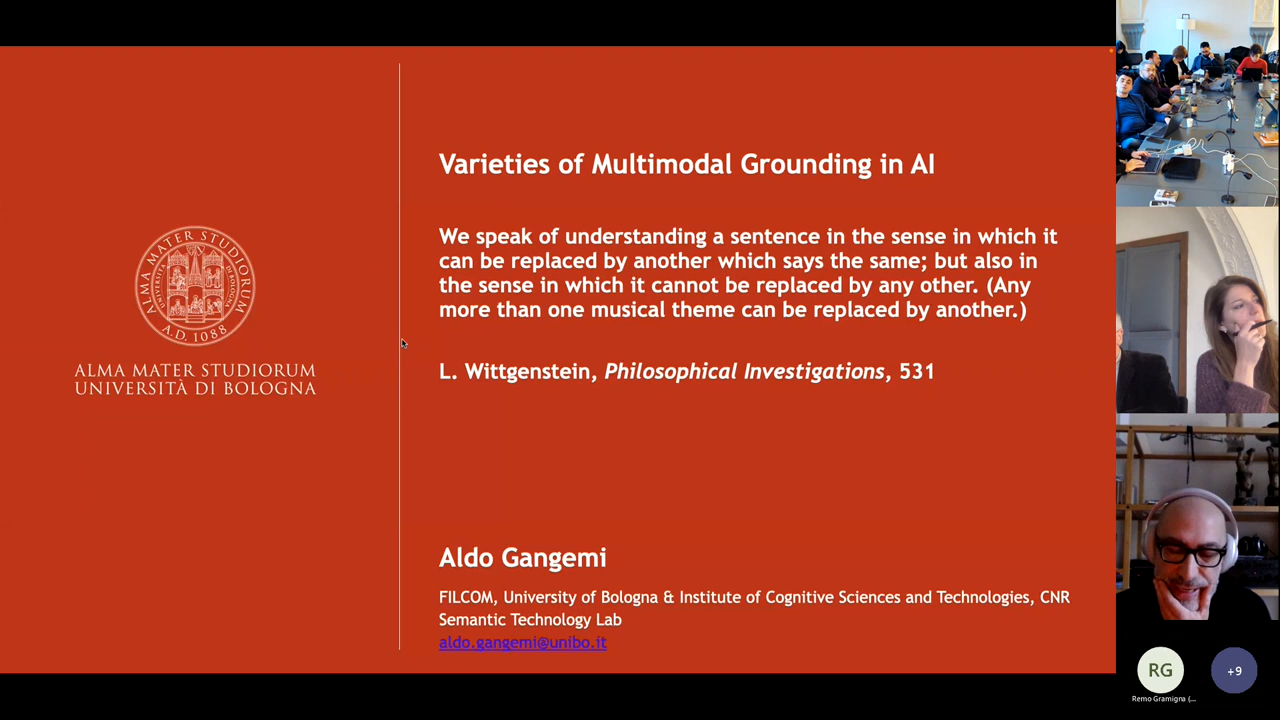 ALMA MATER STUDIORUM
A.D. 1088
ALMA MATER STUDIORUM
UNIVERSITÀ DI BOLOGNA
Varieties of Multimodal Grounding in AI
We speak of understanding a sentence in the sense in which it
can be replaced by another which says the same; but also in
the sense in which it cannot be replaced by any other. (Any
more than one musical theme can be replaced by another.)
L. Wittgenstein, Philosophical Investigations, 531
Aldo Gangemi
FILCOM, University of Bologna & Institute of Cognitive Sciences and Technologies, CNR
Semantic Technology Lab
aldo.gangemi@unibo.it
RG
+9
Remo Gramigna (...